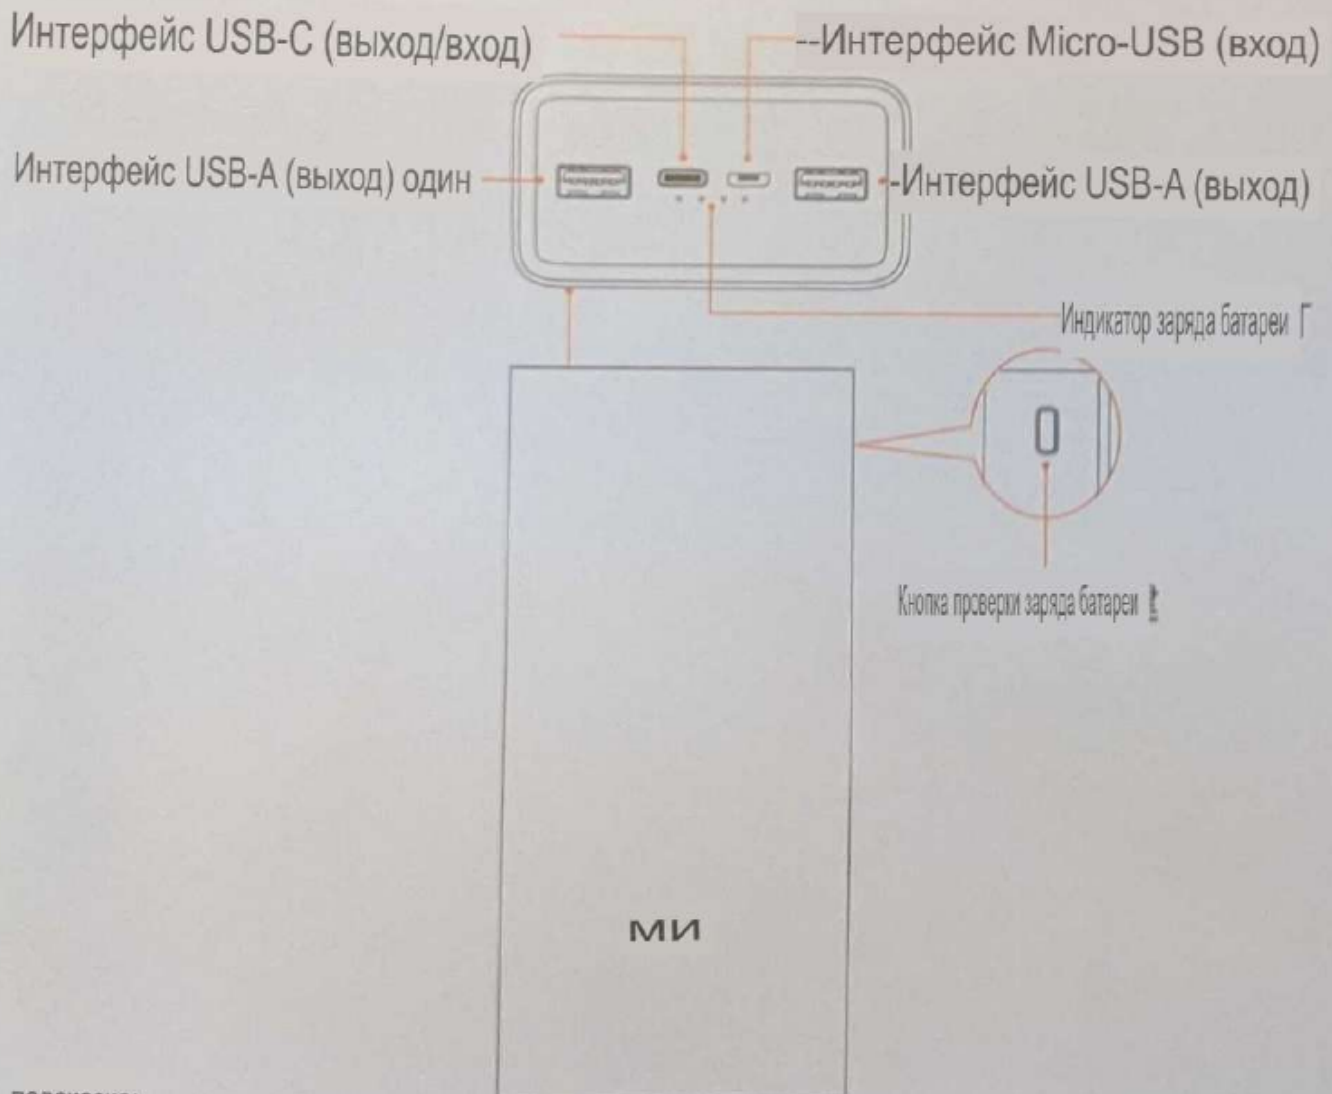 Интерфейс USB-C (выход/вход)
--Интерфейс Micro-USB (вход)
Интерфейс USB-A (выход) один
-Интерфейс USB-A (выход)
Индикатор заряда батареи Г
Кнопка проверки заряда батареи
ми